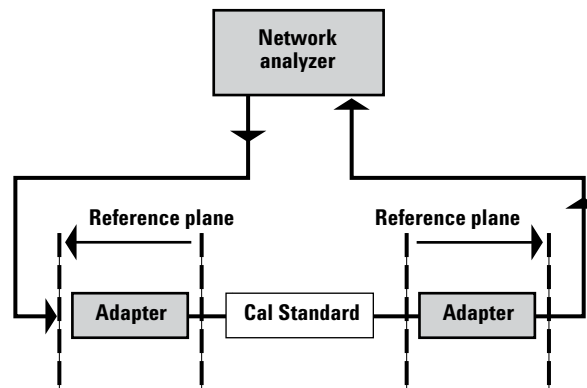 Network
analyzer
Reference plane
Reference plane
Adapter
Cal Standard
Adapter